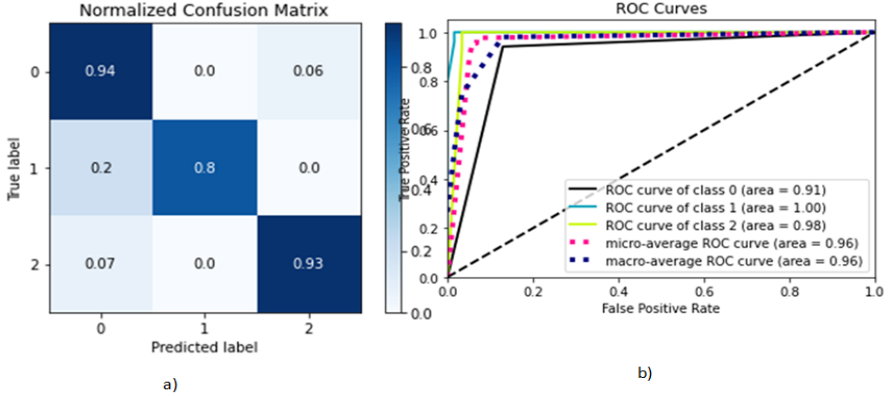 Normalized Confusion Matrix
0
0.94
0.0
0.06
True label
1
0.2
0.8
0.0
2
0.07
0.0
0.93
0
1
2
Predicted label
a)
0.6
0.4
0.2
0.0
ROC Curves
True Positive Rate
1.0
0.8
0.4
0.2
0.0
ROC curve of class 0 (area = 0.91)
ROC curve of class 1 (area = 1.00)
ROC curve of class 2 (area = 0.98)
micro-average ROC curve (area = 0.96)
macro-average ROC curve (area = 0.96)
0.0
0.2
0.4
0.6
0.8
1.0
False Positive Rate
b)